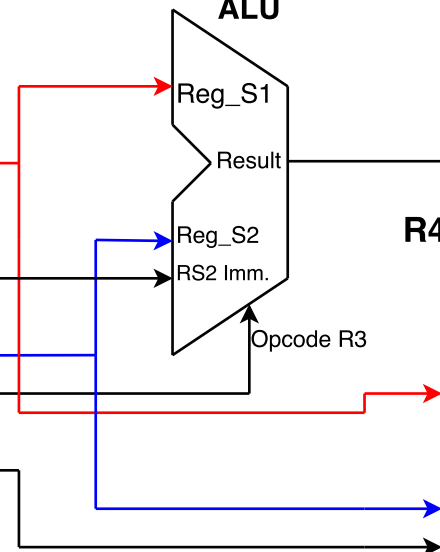 ALU
Reg_S1
Result
Reg_S2
R4
RS2 Imm.
Opcode R3